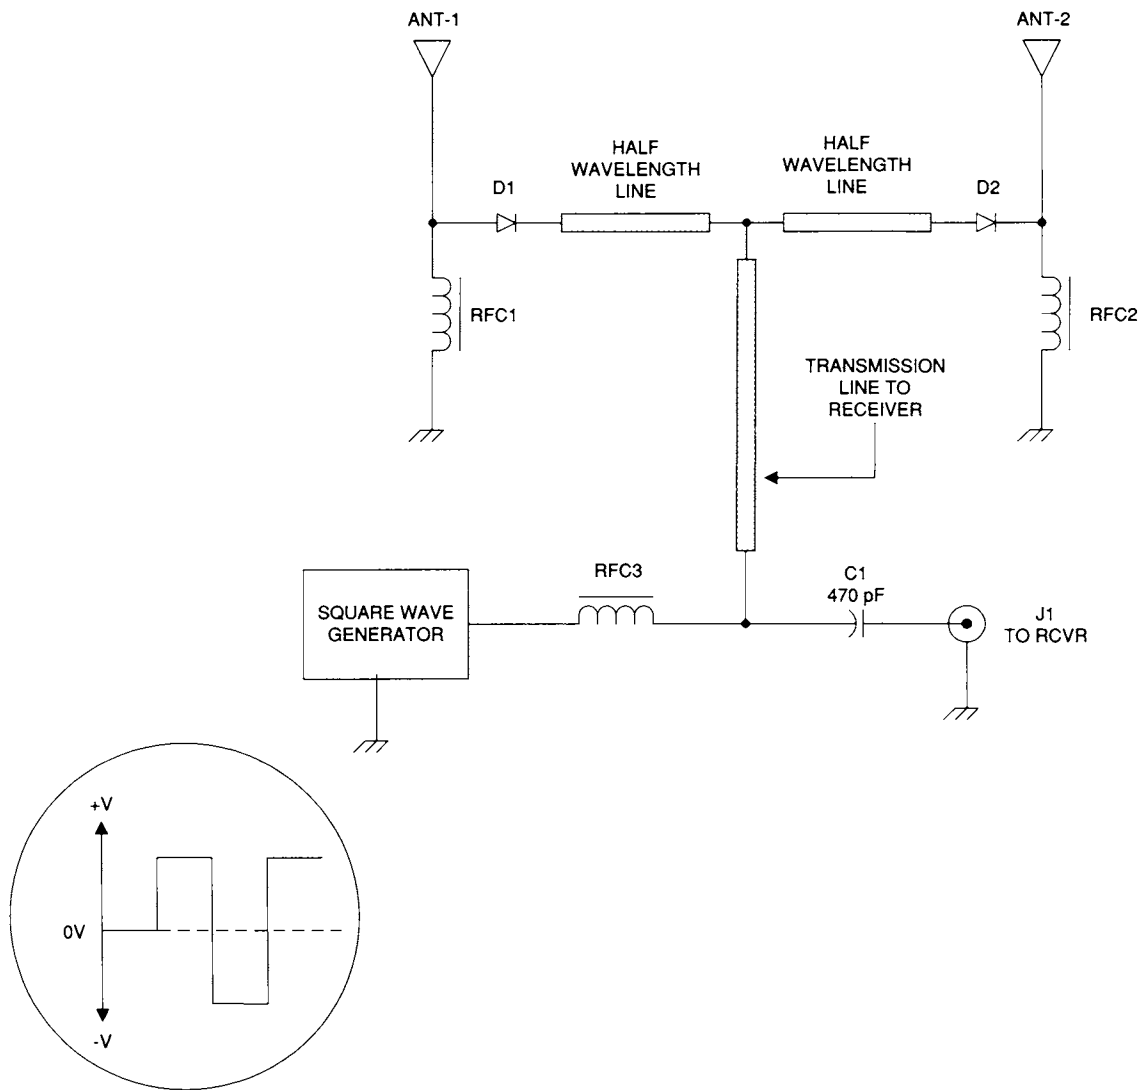 ANT-1
ANT-2
HALF
WAVELENGTH
LINE
HALF
WAVELENGTH
LINE
D1
D2
RFC1
RFC2
TRANSMISSION
LINE TO
RECEIVER
RFC3
C1
470 pF
SQUARE WAVE
GENERATOR
J1
TO RCVR
+V
0V
-V